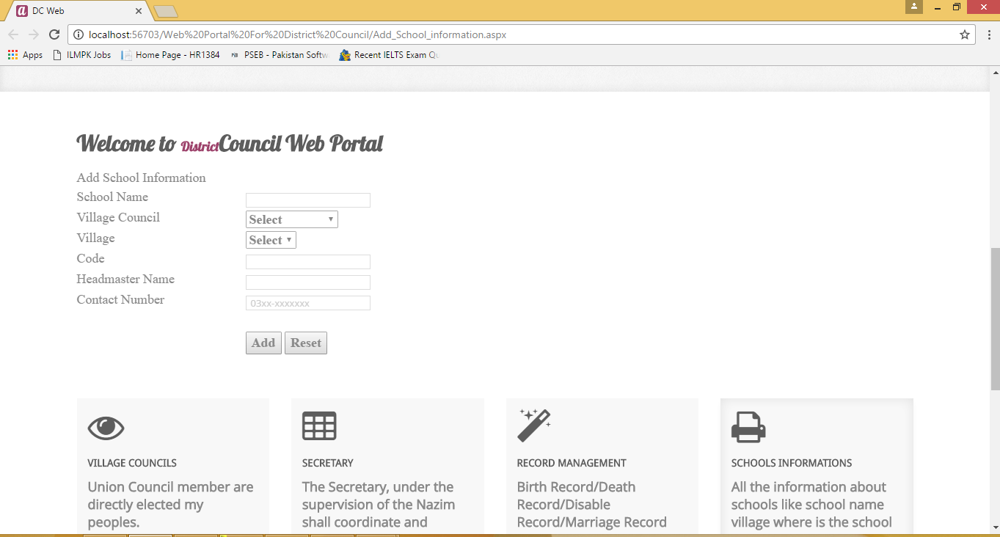 DC Web
localhost:56703/Web%20Portal%20For%20District%20Council/Add_School_information.aspx
Apps ILMPK Jobs Home Page - HR1384 PSEB - Pakistan Softw Recent IELTS Exam Qu
Welcome to DistrictCouncil Web Portal
Add School Information
School Name
Village Council Select
Village Select
Code
Headmaster Name
Contact Number 03xx-xxxxxxx
Add Reset
VILLAGE COUNCILS
Union Council member are
directly elected my
peoples.
SECRETARY
The Secretary, under the
supervision of the Nazim
shall coordinate and
RECORD MANAGEMENT
Birth Record/Death
Record/Disable
Record/Marriage Record
SCHOOLS INFORMATIONS
All the information about
schools like school name
village where is the school